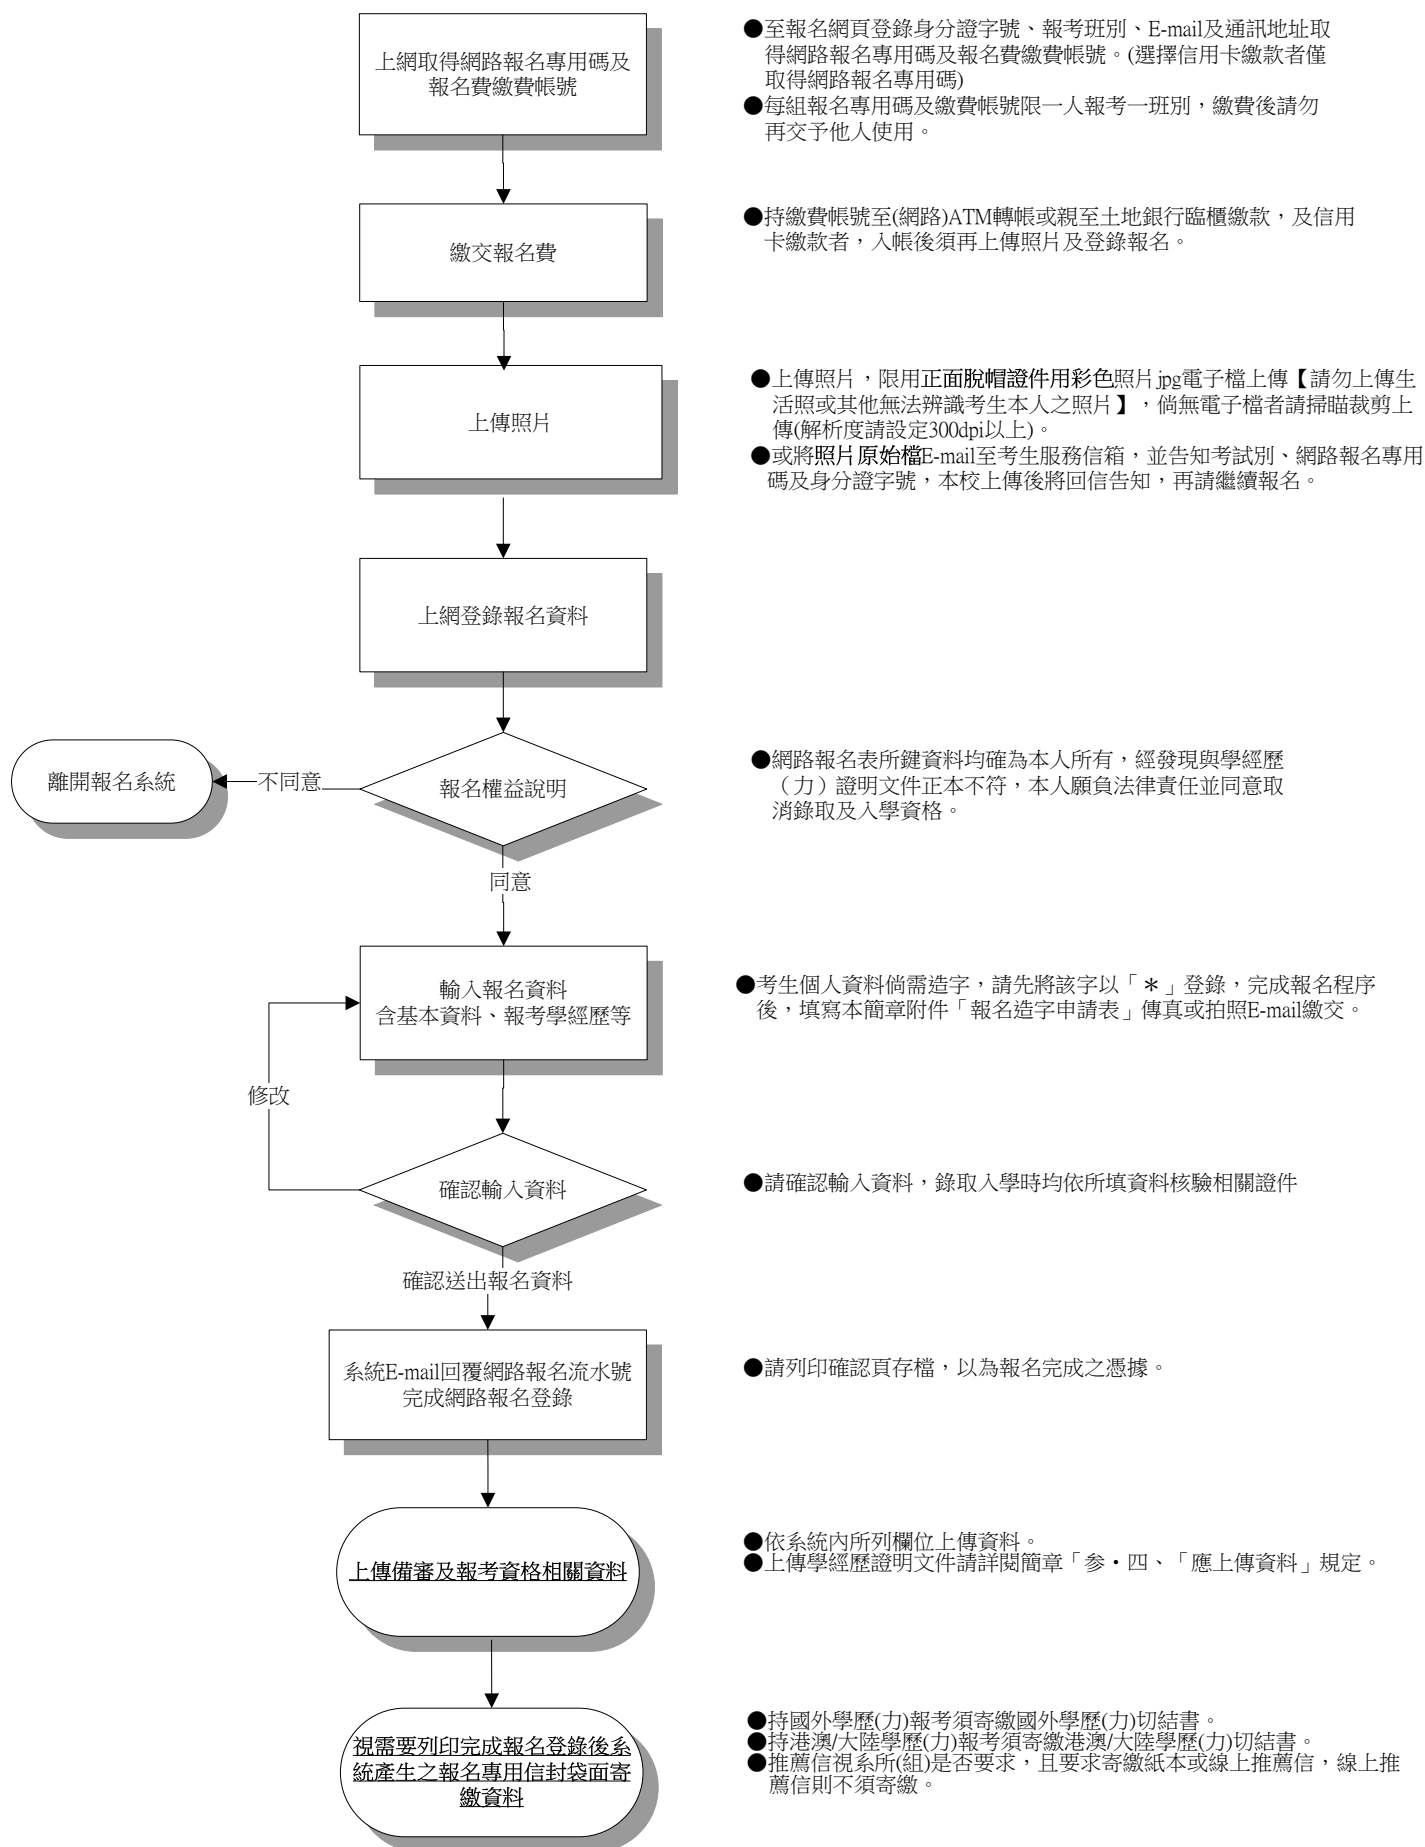 上網取得網路報名專用碼及
報名費繳費帳號
●至報名網頁登錄身分證字號、報考班別、E-mail及通訊地址取
得網路報名專用碼及報名費繳費帳號。(選擇信用卡繳款者僅
取得網路報名專用碼)
●每組報名專用碼及繳費帳號限一人報考一班別，繳費後請勿
再交予他人使用。
繳交報名費
●持繳費帳號至(網路)ATM轉帳或親至土地銀行臨櫃繳款，及信用
卡繳款者，入帳後須再上傳照片及登錄報名。
上傳照片
●上傳照片，限用正面脫帽證件用彩色照片jpg電子檔上傳【請勿上傳生
活照或其他無法辨識考生本人之照片】，倘無電子檔者請掃瞄裁剪上
傳(解析度請設定300dpi以上)。
●或將照片原始檔E-mail至考生服務信箱，並告知考試別、網路報名專用
碼及身分證字號，本校上傳後將回信告知，再請繼續報名。
上網登錄報名資料
離開報名系統
不同意
報名權益說明
●網路報名表所鍵資料均確為本人所有，經發現與學經歷
（力）證明文件正本不符，本人願負法律責任並同意取
消錄取及入學資格。
同意
輸入報名資料
含基本資料、報考學經歷等
●考生個人資料倘需造字，請先將該字以「＊」登錄，完成報名程序
後，填寫本簡章附件「報名造字申請表」傳真或拍照E-mail繳交。
修改
確認輸入資料
●請確認輸入資料，錄取入學時均依所填資料核驗相關證件
確認送出報名資料
系統E-mail回覆網路報名流水號
完成網路報名登錄
●請列印確認頁存檔，以為報名完成之憑據。
上傳備審及報考資格相關資料
●依系統內所列欄位上傳資料。
●上傳學經歷證明文件請詳閱簡章「參・四、「應上傳資料」規定。
視需要列印完成報名登錄後系
統產生之報名專用信封袋面寄
繳資料
●持國外學歷(力)報考須寄繳國外學歷(力)切結書。
●持港澳/大陸學歷(力)報考須寄繳港澳/大陸學歷(力)切結書。
●推薦信視系所(組)是否要求，且要求寄繳紙本或線上推薦信，線上推
薦信則不須寄繳。